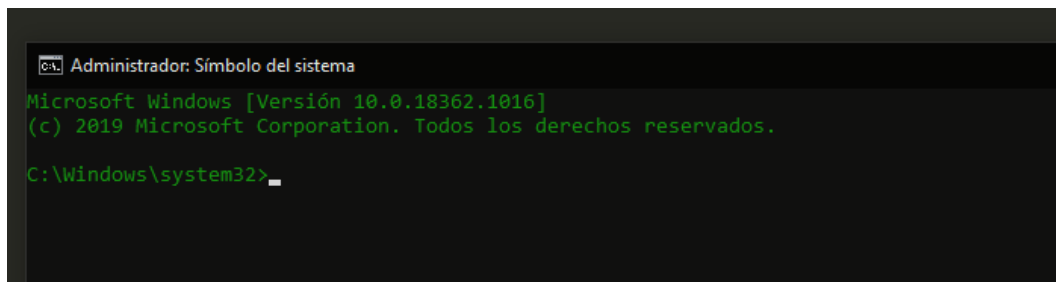 Administrador: Símbolo del sistema
Microsoft Windows [Versión 10.0.18362.1016]
(c) 2019 Microsoft Corporation. Todos los derechos reservados.
C:\Windows\system32>